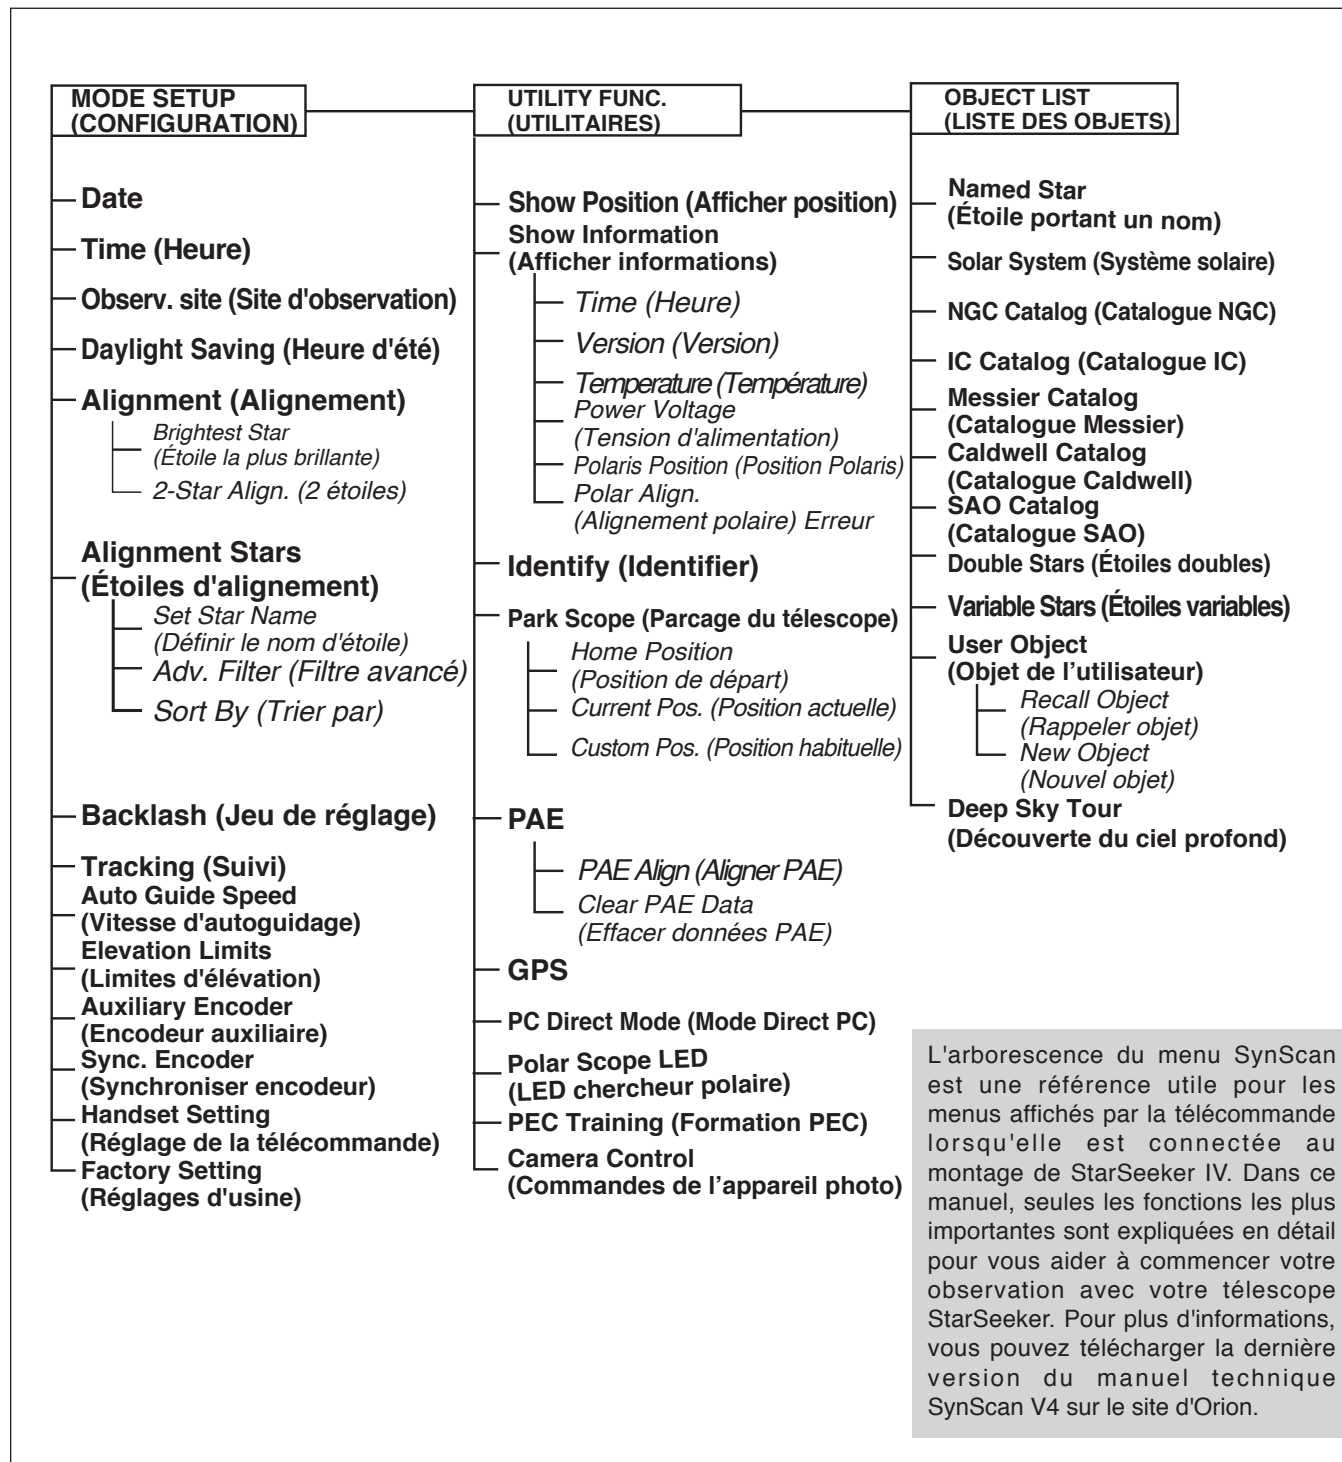 MODE SETUP
(CONFIGURATION)
Date
Time (Heure)
Observ. site (Site d'observation)
Daylight Saving (Heure d'été)
Alignment (Alignement)
Brightest Star
(Étoile la plus brillante)
2-Star Align. (2 étoiles)
Alignment Stars
(Étoiles d'alignement)
Set Star Name
(Définir le nom d'étoile)
Adv. Filter (Filtre avancé)
Sort By (Trier par)
Backlash (Jeu de réglage)
Tracking (Suivi)
Auto Guide Speed
(Vitesse d'autoguidage)
Elevation Limits
(Limites d'élévation)
Auxiliary Encoder
(Encodeur auxiliaire)
Sync. Encoder
(Synchroniser encodeur)
Handset Setting
(Réglage de la télécommande)
Factory Setting
(Réglages d'usine)
UTILITY FUNC.
(UTILITAIRES)
Show Position (Afficher position)
Show Information
(Afficher informations)
Time (Heure)
Version (Version)
Temperature (Température)
Power Voltage
(Tension d'alimentation)
Polaris Position (Position Polaris)
Polar Align.
(Alignement polaire) Erreur
Identify (Identifier)
Park Scope (Parcage du télescope)
Home Position
(Position de départ)
Current Pos. (Position actuelle)
Custom Pos. (Position habituelle)
PAE
PAE Align (Aligner PAE)
Clear PAE Data
(Effacer données PAE)
GPS
PC Direct Mode (Mode Direct PC)
Polar Scope LED
(LED chercheur polaire)
PEC Training (Formation PEC)
Camera Control
(Commandes de l’appareil photo)
OBJECT LIST
(LISTE DES OBJETS)
Named Star
(Étoile portant un nom)
Solar System (Système solaire)
NGC Catalog (Catalogue NGC)
IC Catalog (Catalogue IC)
Messier Catalog
(Catalogue Messier)
Caldwell Catalog
(Catalogue Caldwell)
SAO Catalog
(Catalogue SAO)
Double Stars (Étoiles doubles)
Variable Stars (Étoiles variables)
User Object
(Objet de l’utilisateur)
Recall Object
(Rappeler objet)
New Object
(Nouvel objet)
Deep Sky Tour
(Découverte du ciel profond)
L'arborescence du menu SynScan
est une référence utile pour les
menus affichés par la télécommande
lorsqu'elle est connectée au
montage de StarSeeker IV. Dans ce
manuel, seules les fonctions les plus
importantes sont expliquées en détail
pour vous aider à commencer votre
observation avec votre télescope
StarSeeker. Pour plus d'informations,
vous pouvez télécharger la dernière
version du manuel technique
SynScan V4 sur le site d'Orion.